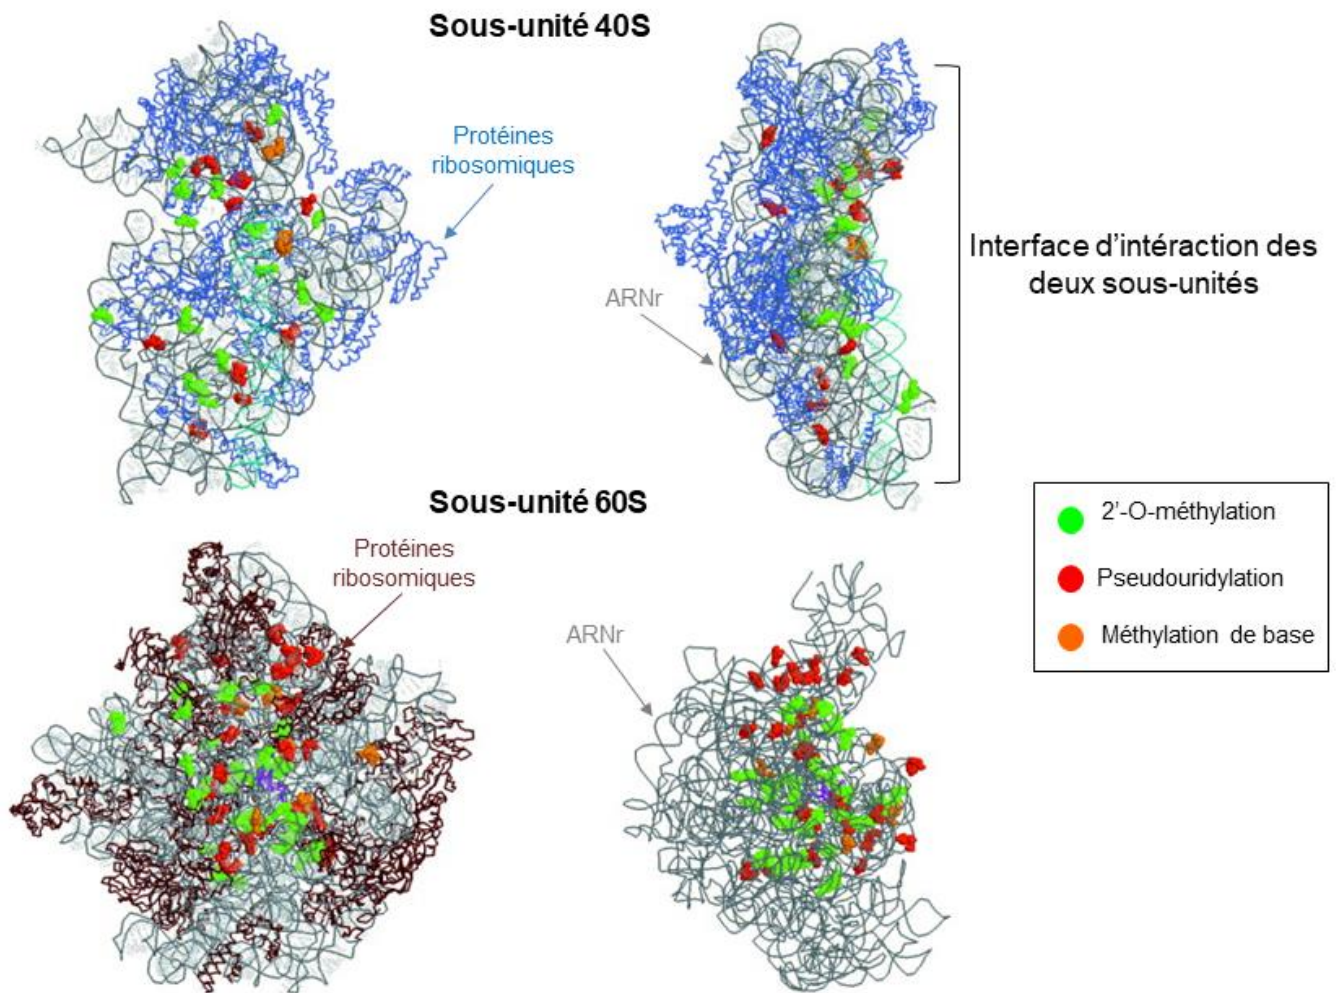 Sous-unité 40S
Protéines
ribosomiques
Interface d'intéraction des
deux sous-unités
ARNr
Sous-unité 60S
2'-O-méthylation
Pseudouridylation
Méthylation de base
Protéines
ribosomiques
ARNr